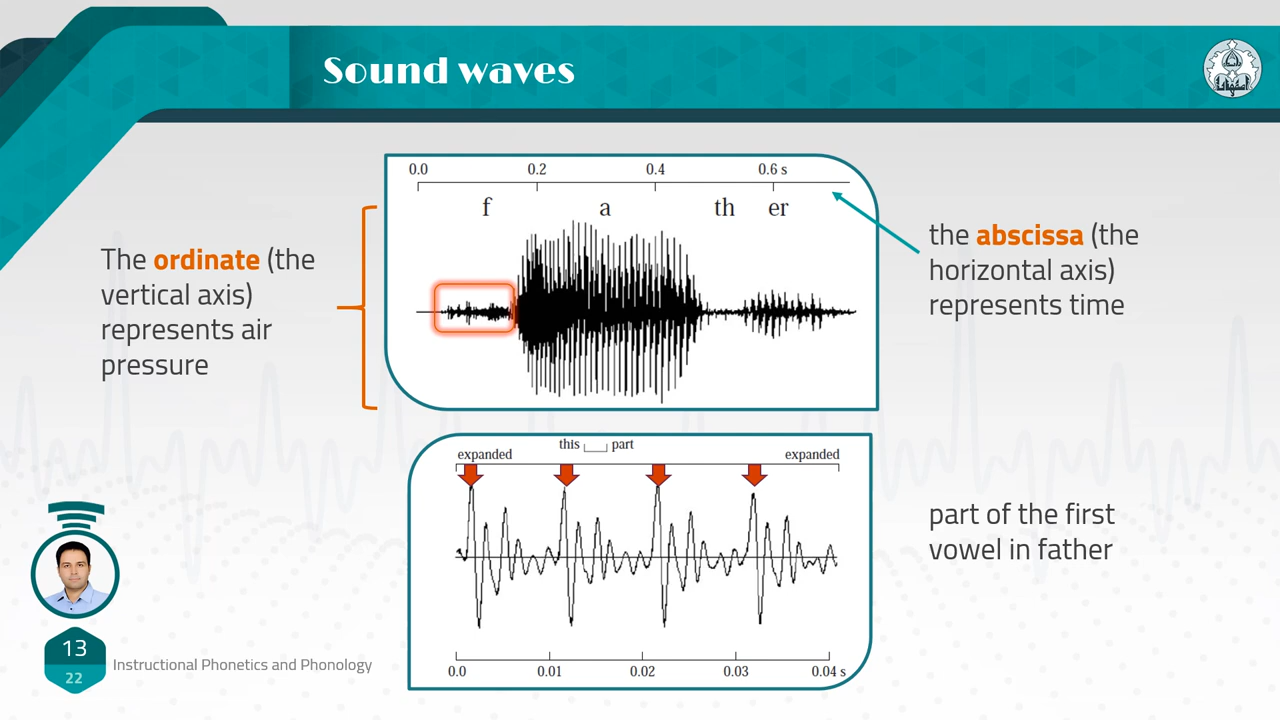 Sound waves
0.0 0.2 0.4 0.6 s
f a th er
The ordinate (the
vertical axis)
represents air
pressure
the abscissa (the
horizontal axis)
represents time
this part
expanded expanded
0.0 0.01 0.02 0.03 0.04 s
part of the first
vowel in father
13
22
Instructional Phonetics and Phonology